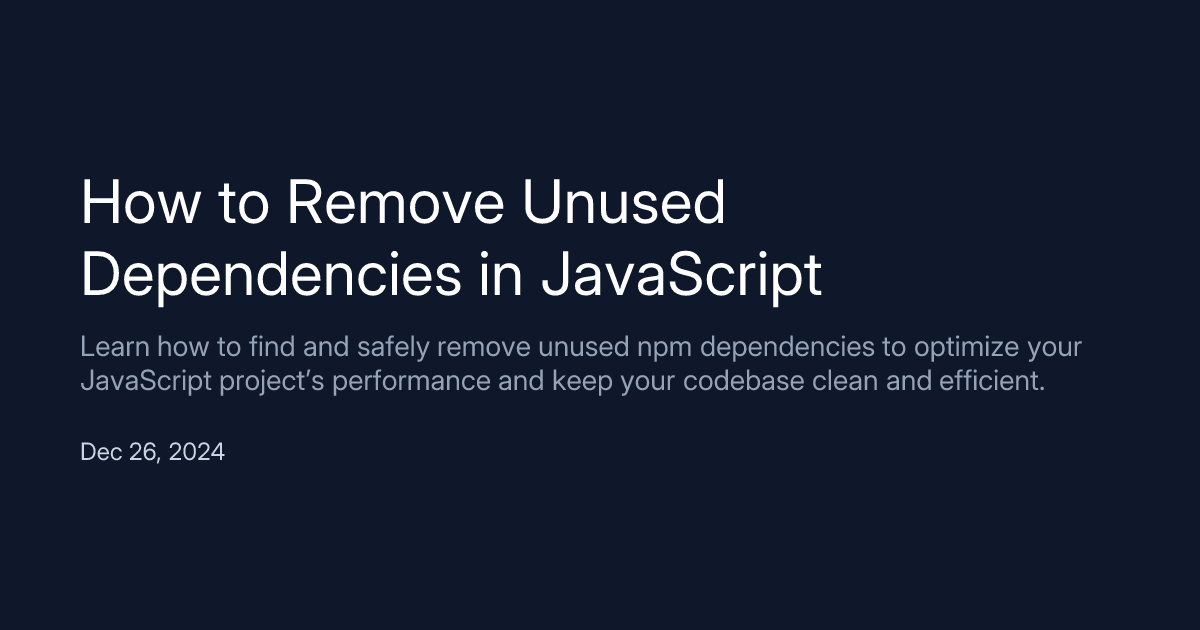 How to Remove Unused
Dependencies in JavaScript
Learn how to find and safely remove unused npm dependencies to optimize your
JavaScript project’s performance and keep your codebase clean and efficient.
Dec 26, 2024